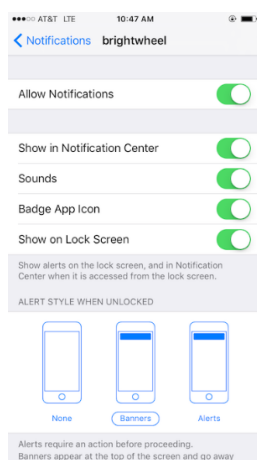 AT&T LTE 10:47 AM
Notifications brightwheel
Allow Notifications
Show in Notification Center
Sounds
Badge App Icon
Show on Lock Screen
Show alerts on the lock screen, and in Notification
Center when it is accessed from the lock screen.
ALERT STYLE WHEN UNLOCKED
None Banners Alerts
Alerts require an action before proceeding.
Banners appear at the top of the screen and go away